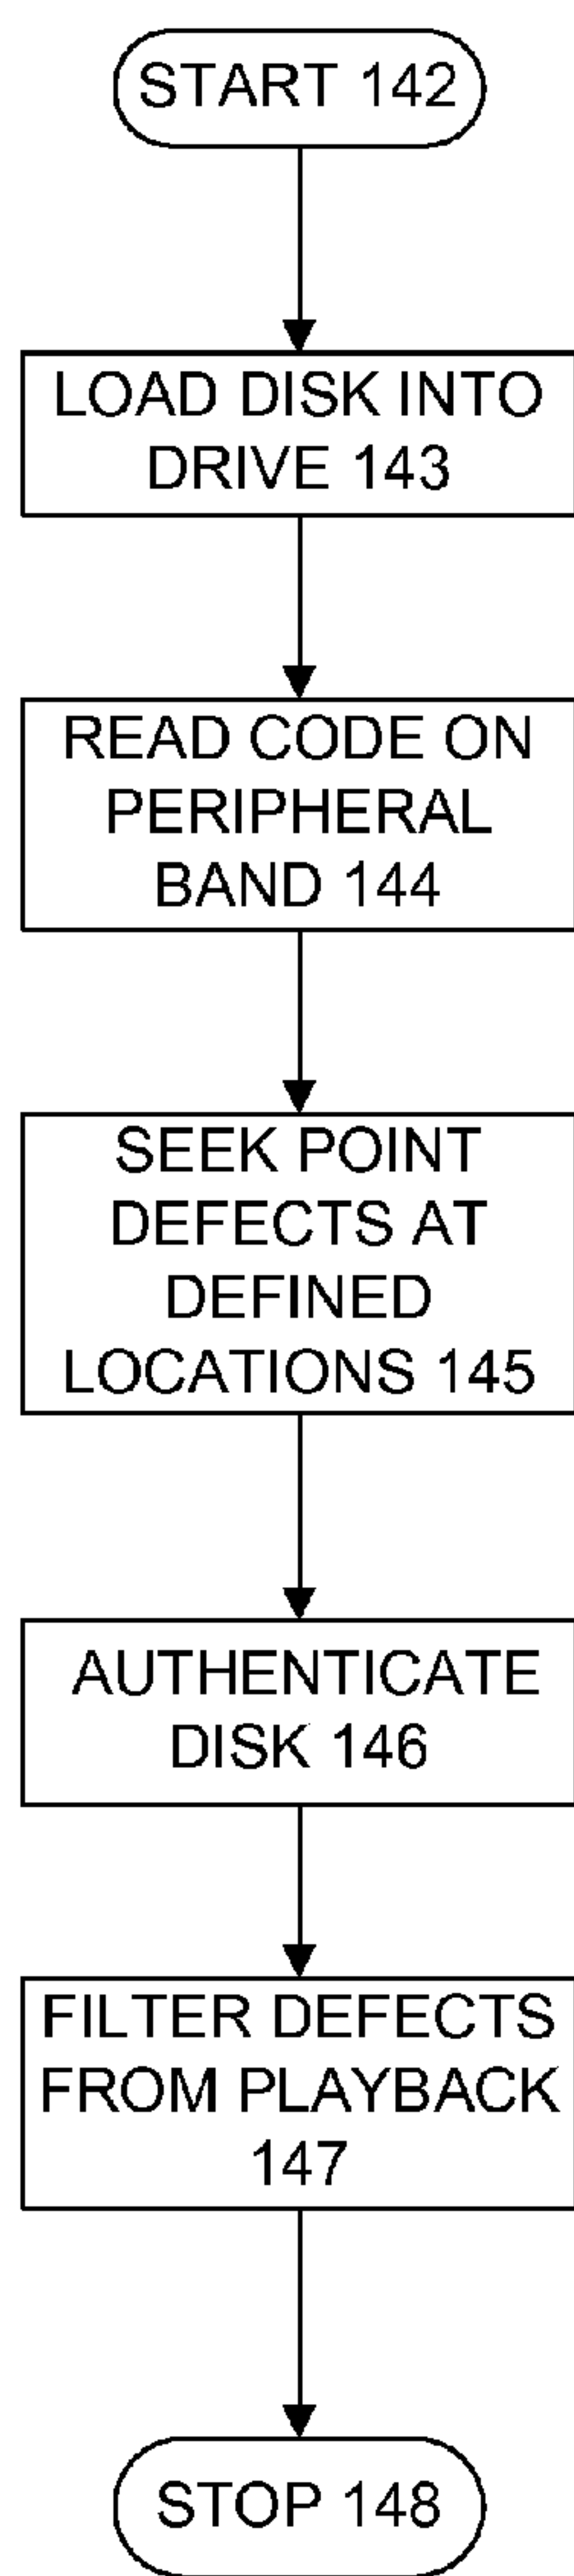 START 142
LOAD DISK INTO
DRIVE 143
READ CODE ON
PERIPHERAL
BAND 144
SEEK POINT
DEFECTS AT
DEFINED
LOCATIONS 145
AUTHENTICATE
DISK 146
FILTER DEFECTS
FROM PLAYBACK
147
STOP 148